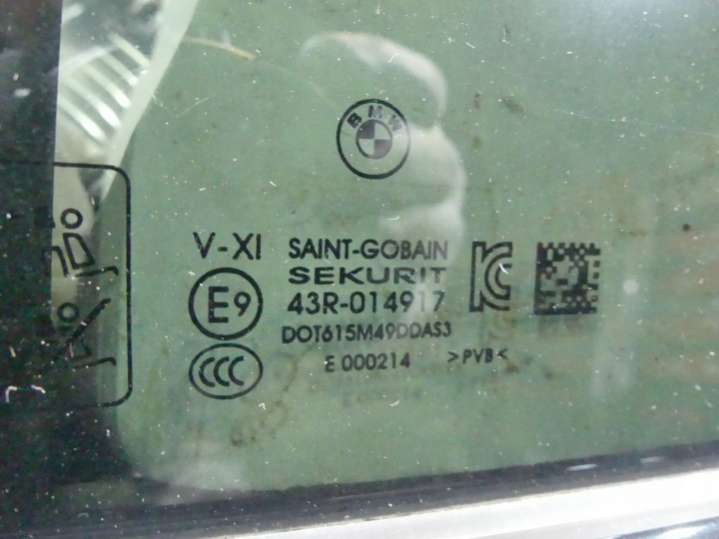 BMW
V-XI SAINT-GOBAIN
SEKURIT
E9 43R-014917
DOT615M49DDAS3
CCC E 000214 >PVB<